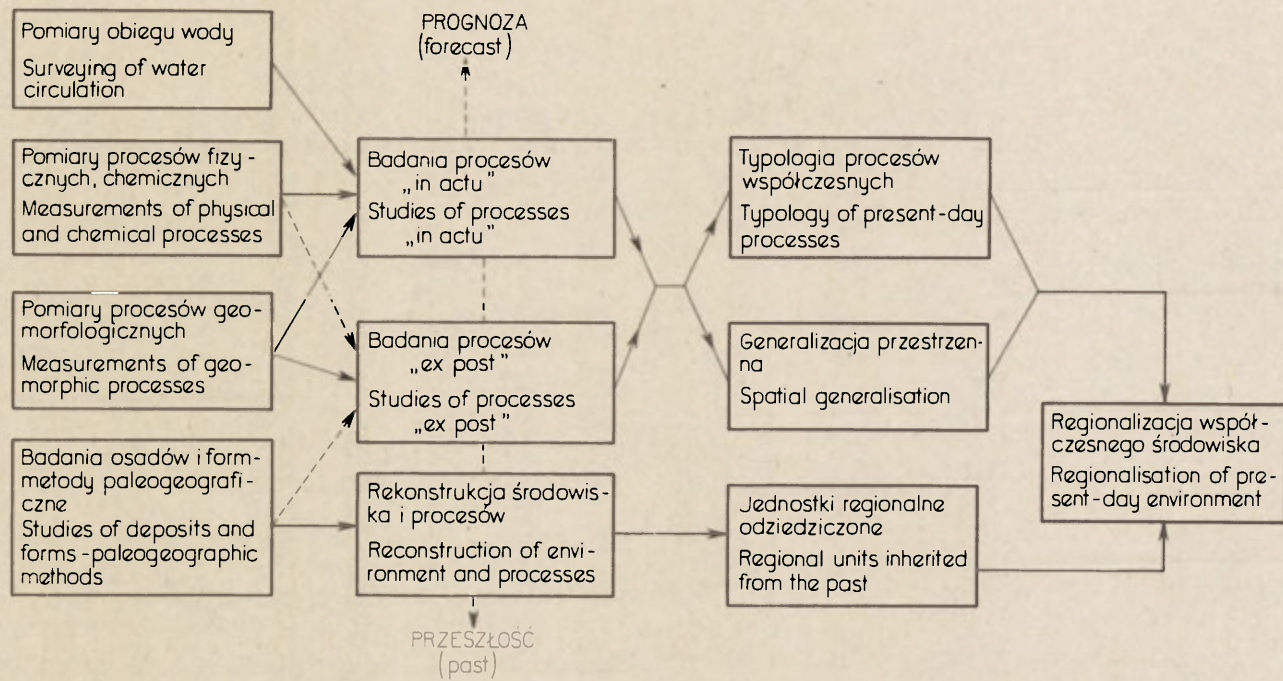 Pomiary obiegu wody
Surveying of water
circulation
Pomiary procesów fizy-
cznych, chemicznych
Measurements of physical
and chemical processes
Pomiary procesów geo-
morfologicznych
Measurements of geo-
morphic processes
Badania osadów i form-
metody paleogeografi-
czne
Studies of deposits and
forms-paleogeographic
methods
PROGNOZA
(forecast)
Badania procesów
„in actu”
Studies of processes
„in actu”
Badania procesów
„ex post”
Studies of processes
„ex post”
Rekonstrukcja środowis-
ka i procesów
Reconstruction of envi-
ronment and processes
PRZESZŁOŚĆ
(past)
Typologia procesów
współczesnych
Typology of present-day
processes
Generalizacja przestrzen-
na
Spatial generalisation
Jednostki regionalne
odziedziczone
Regional units inherited
from the past
Regionalizacja współ-
czesnego środowiska
Regionalisation of pre-
sent-day environment